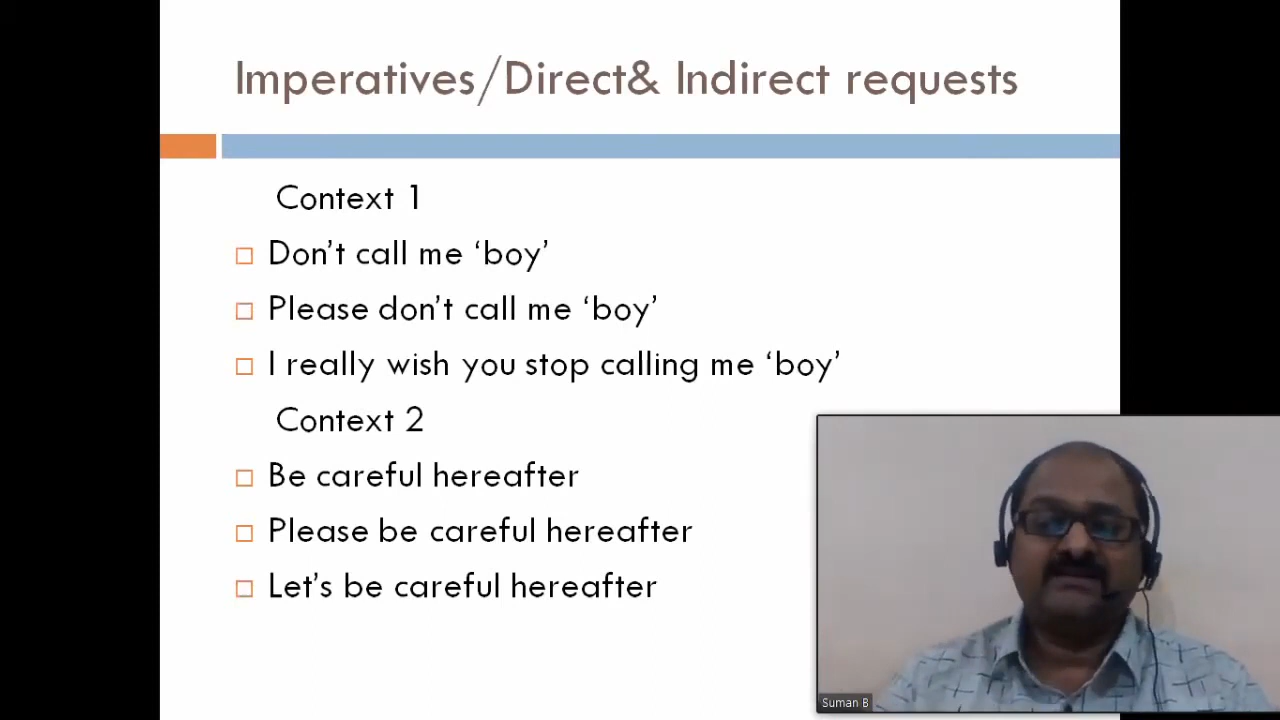 Imperatives/Direct& Indirect requests
Context 1
Don't call me ‘boy’
Please don't call me ‘boy’
I really wish you stop calling me ‘boy’
Context 2
Be careful hereafter
Please be careful hereafter
Let's be careful hereafter
Suman B